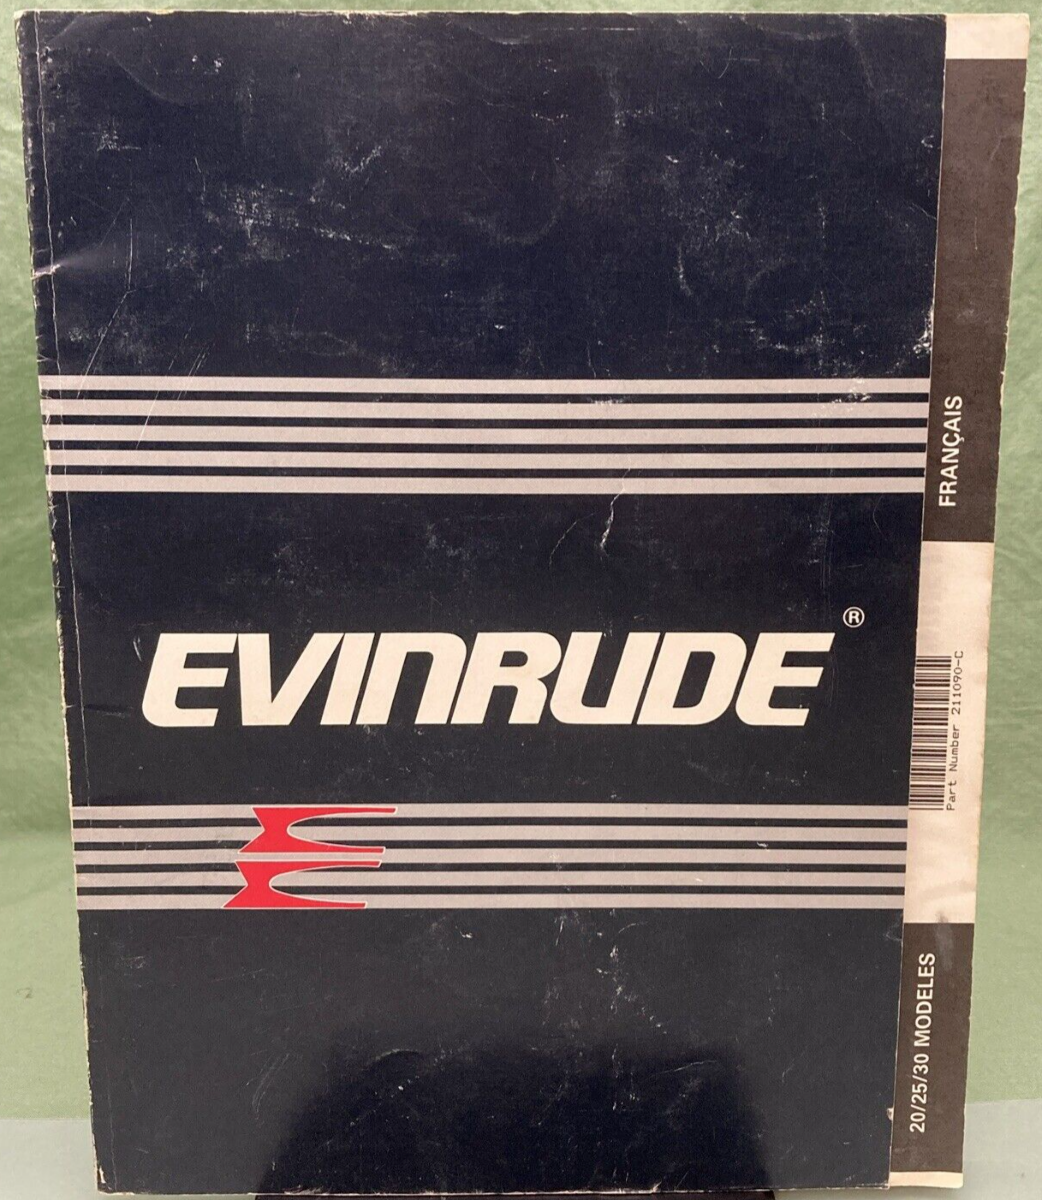 EVINRUDE®
FRANÇAIS
Part Number 211090-C
20/25/30 MODELES